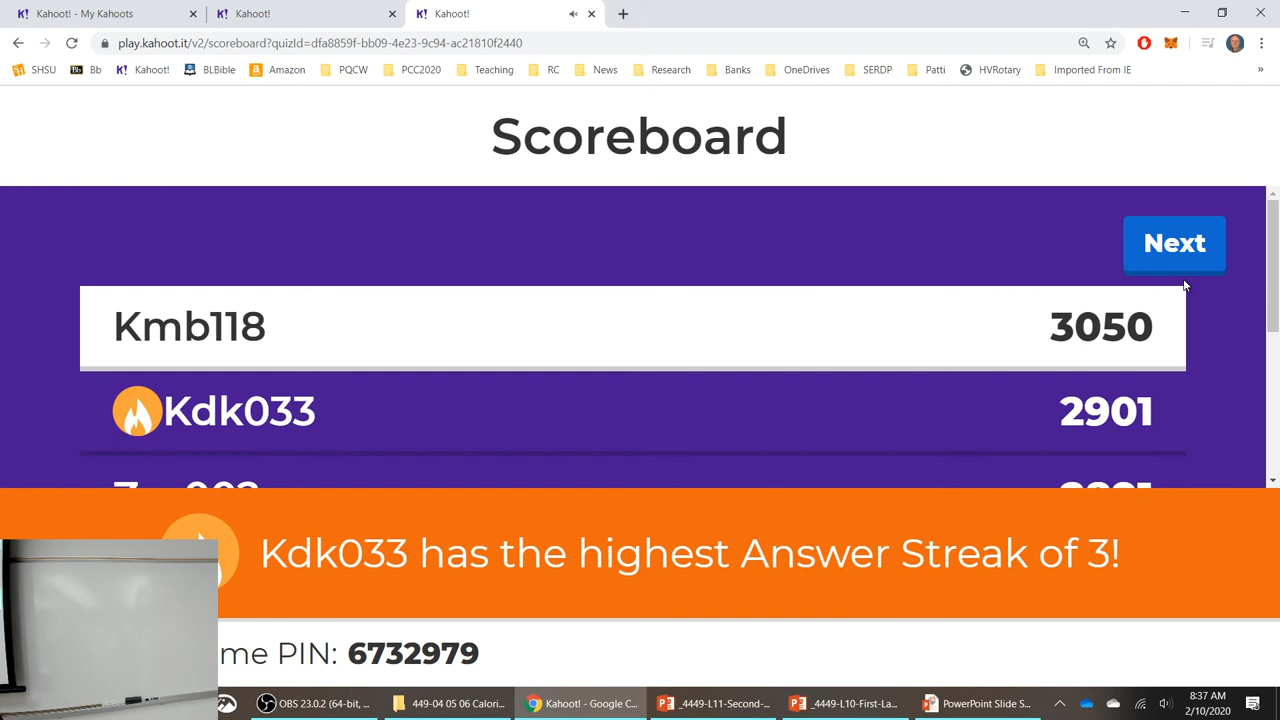 Kahoot! - My Kahoots
Kahoot!
Kahoot!
play.kahoot.it/v2/scoreboard?quizId=dfa8859f-bb09-4e23-9c94-ac21810f2440
SHSU
Bb
Kahoot!
BLBible
Amazon
PQCW
PCC2020
Teaching
RC
News
Research
Banks
OneDrives
SERDP
Patti
HVRotary
Imported From IE
Scoreboard
Next
Kmb118 3050
Kdk033 2901
Kdk033 has the highest Answer Streak of 3!
me PIN: 6732979
OBS 23.0.2 (64-bit, ...
449-04 05 06 Calori...
Kahoot! - Google C...
_4449-L11-Second-...
_4449-L10-First-La...
PowerPoint Slide S...
8:37 AM
2/10/2020